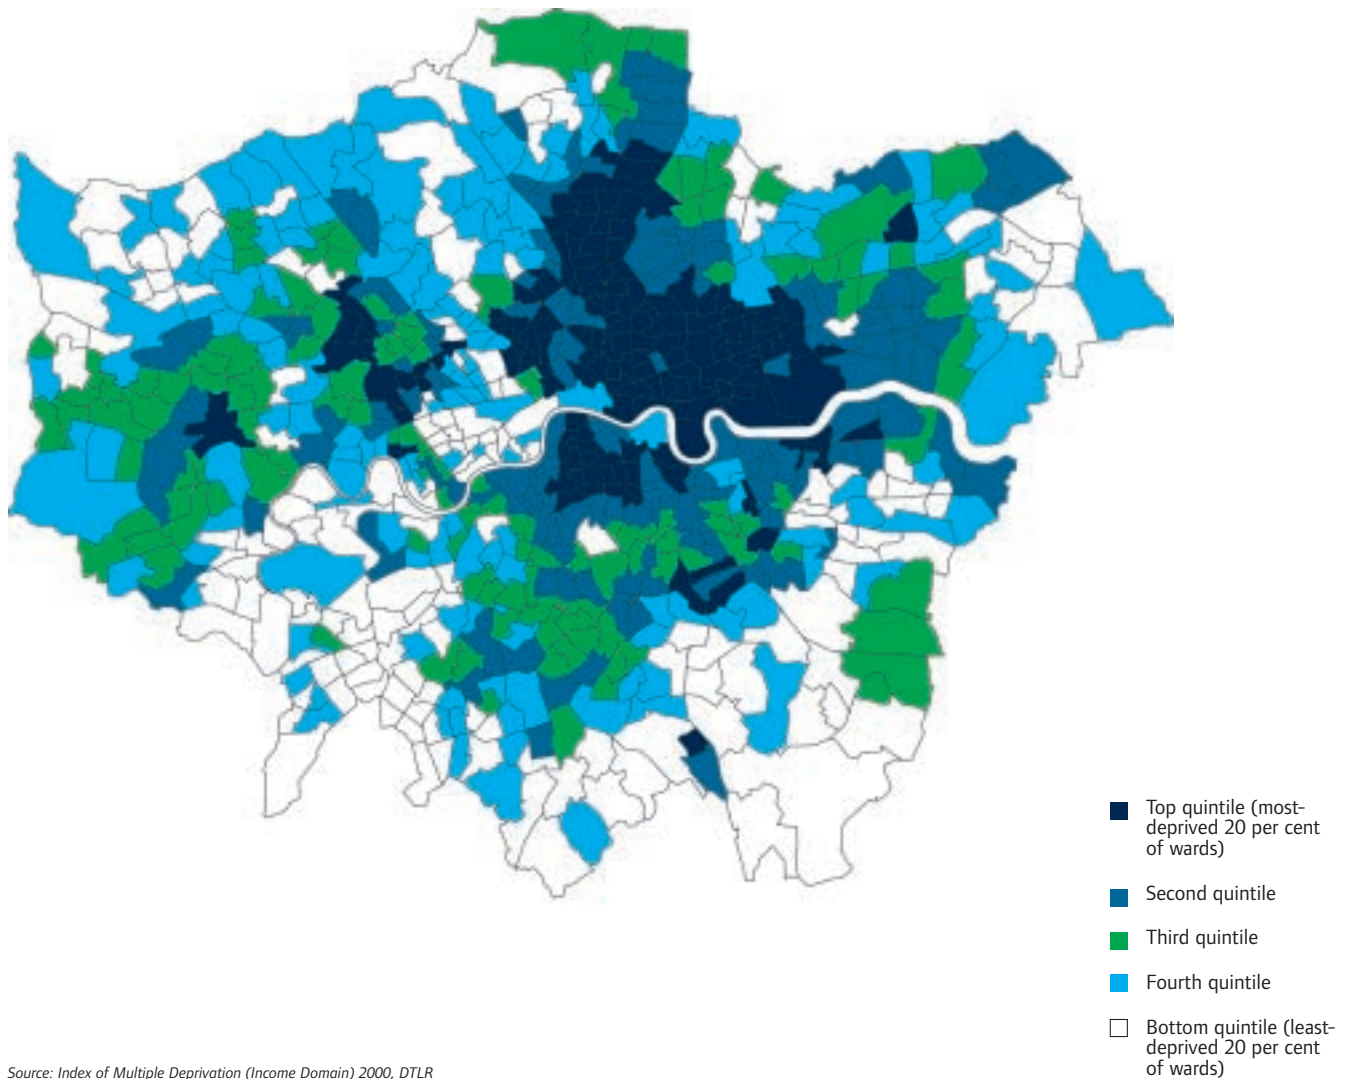 Top quintile (most-
deprived 20 per cent
of wards)
Second quintile
Third quintile
Fourth quintile
Bottom quintile (least-
deprived 20 per cent
of wards)
Source: Index of Multiple Deprivation (Income Domain) 2000, DTLR